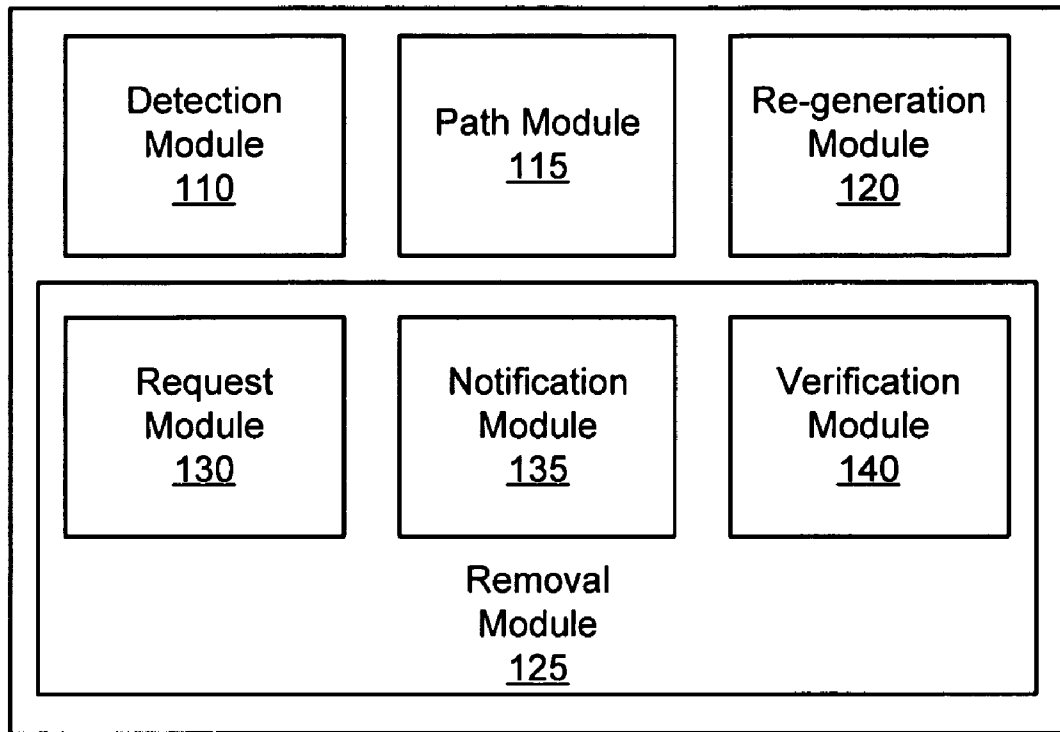 Detection
Module
110
Path Module
115
Re-generation
Module
120
Request
Module
130
Notification
Module
135
Verification
Module
140
Removal
Module
125